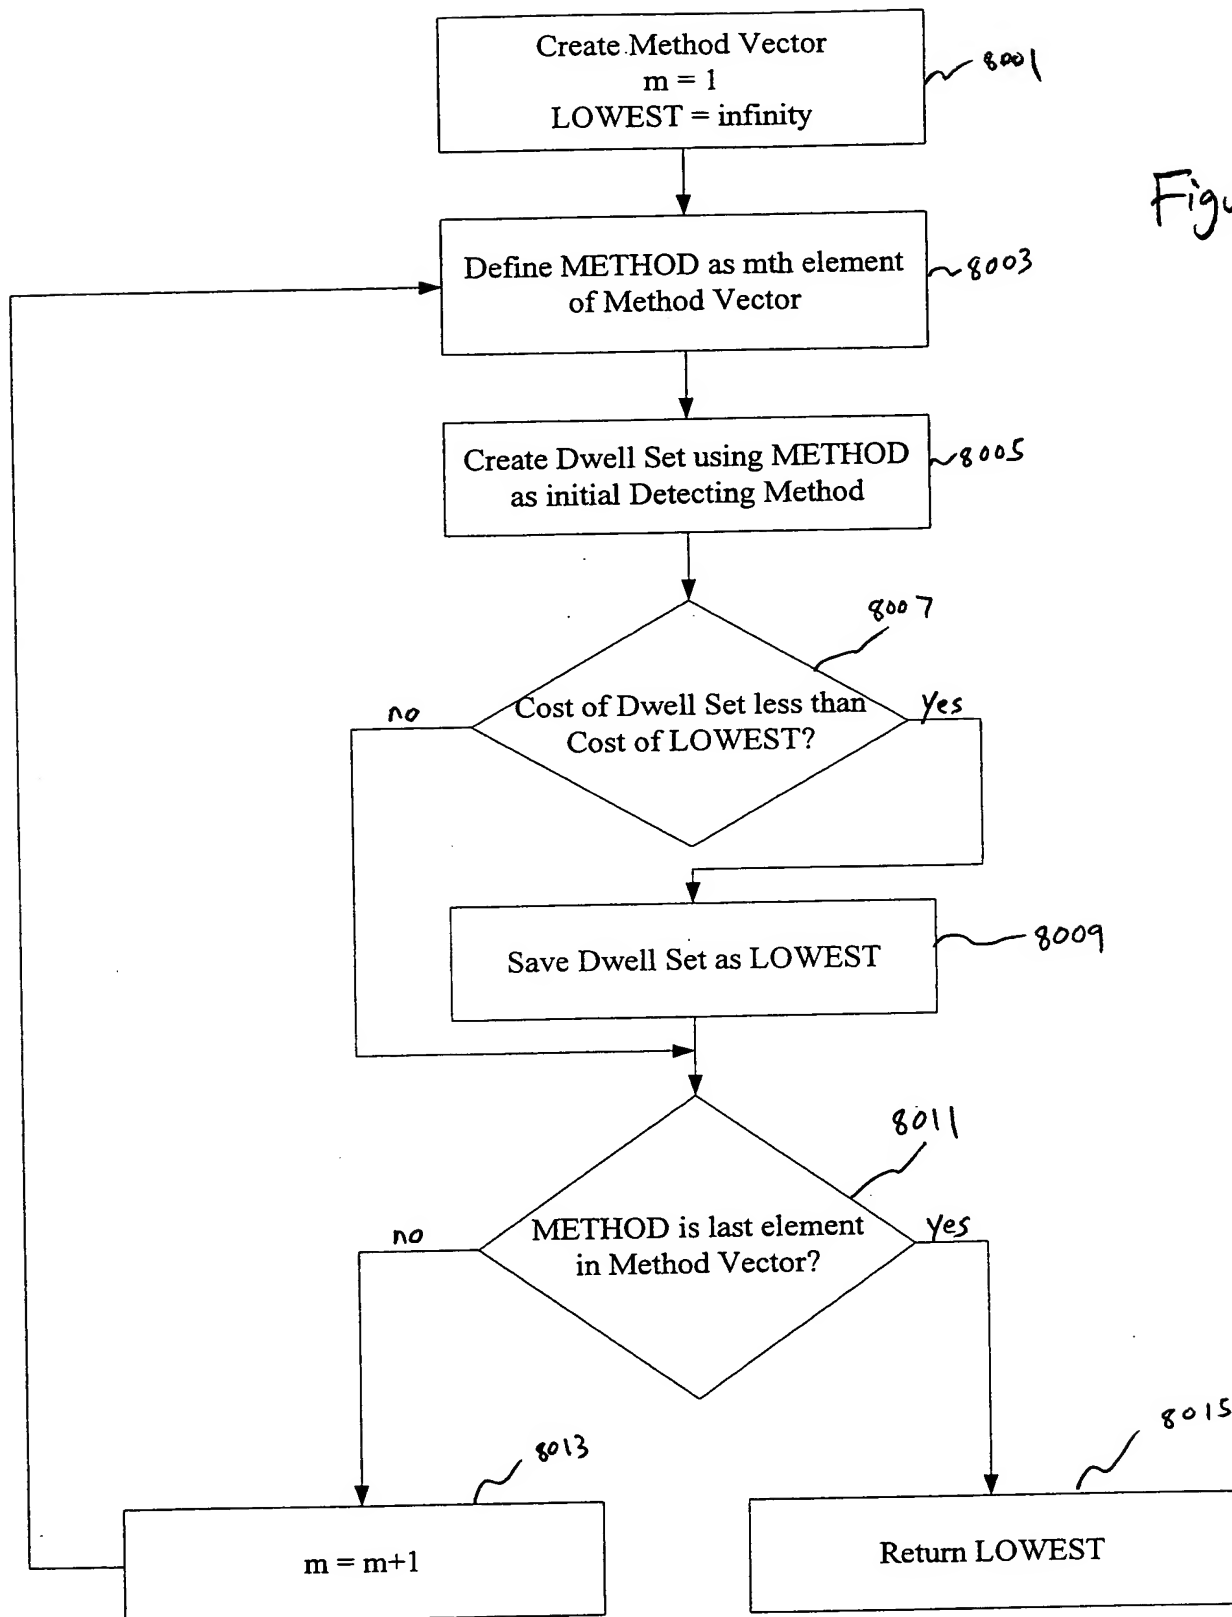 Create Method Vector
m = 1
LOWEST = infinity
8001
Define METHOD as mth element
of Method Vector
8003
Create Dwell Set using METHOD
as initial Detecting Method
8005
8007
Cost of Dwell Set less than
Cost of LOWEST?
no
yes
Save Dwell Set as LOWEST
8009
8011
METHOD is last element
in Method Vector?
no
yes
8013
m = m+1
8015
Return LOWEST